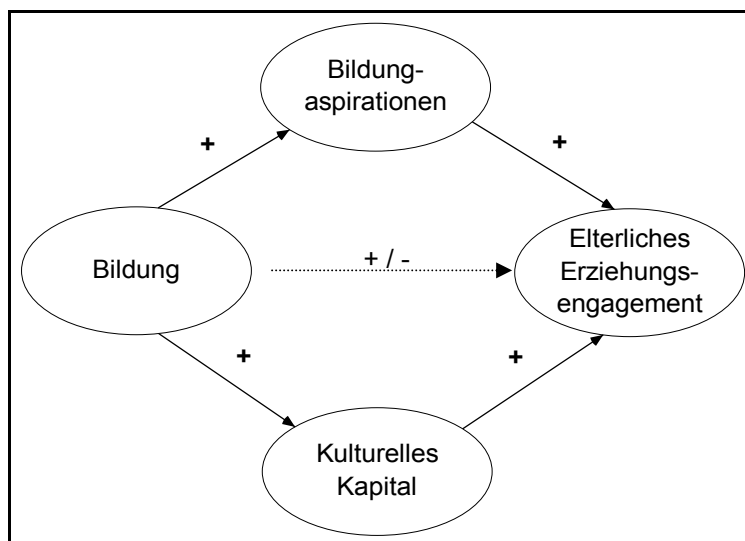 Bildung-
aspirationen
+
+
Bildung
+ / -
Elterliches
Erziehungs-
engagement
+
+
Kulturelles
Kapital